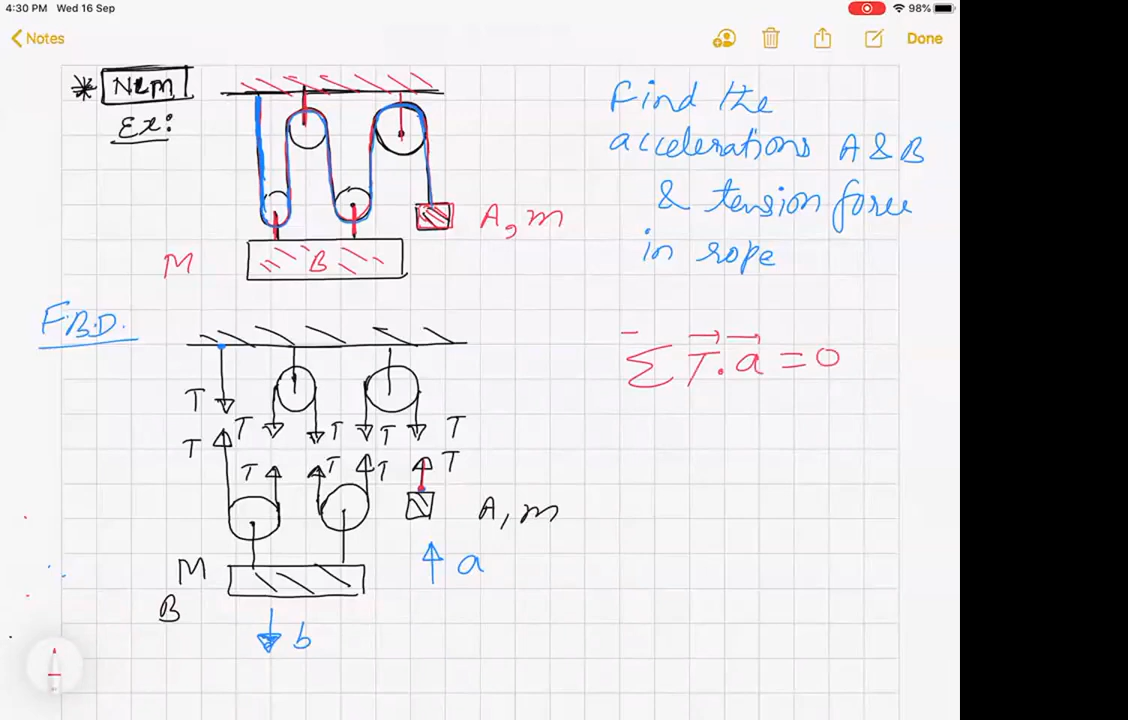 4:30 PM Wed 16 Sep
98%
Notes
Done
* NLM
Ex:
Find the
accelerations A & B
& tension force
in rope
A, m
M
B
F.B.D.
Σ T. a = 0
T
T
T
T
T
T
T
T
T
T
T
A, m
a
M
B
b